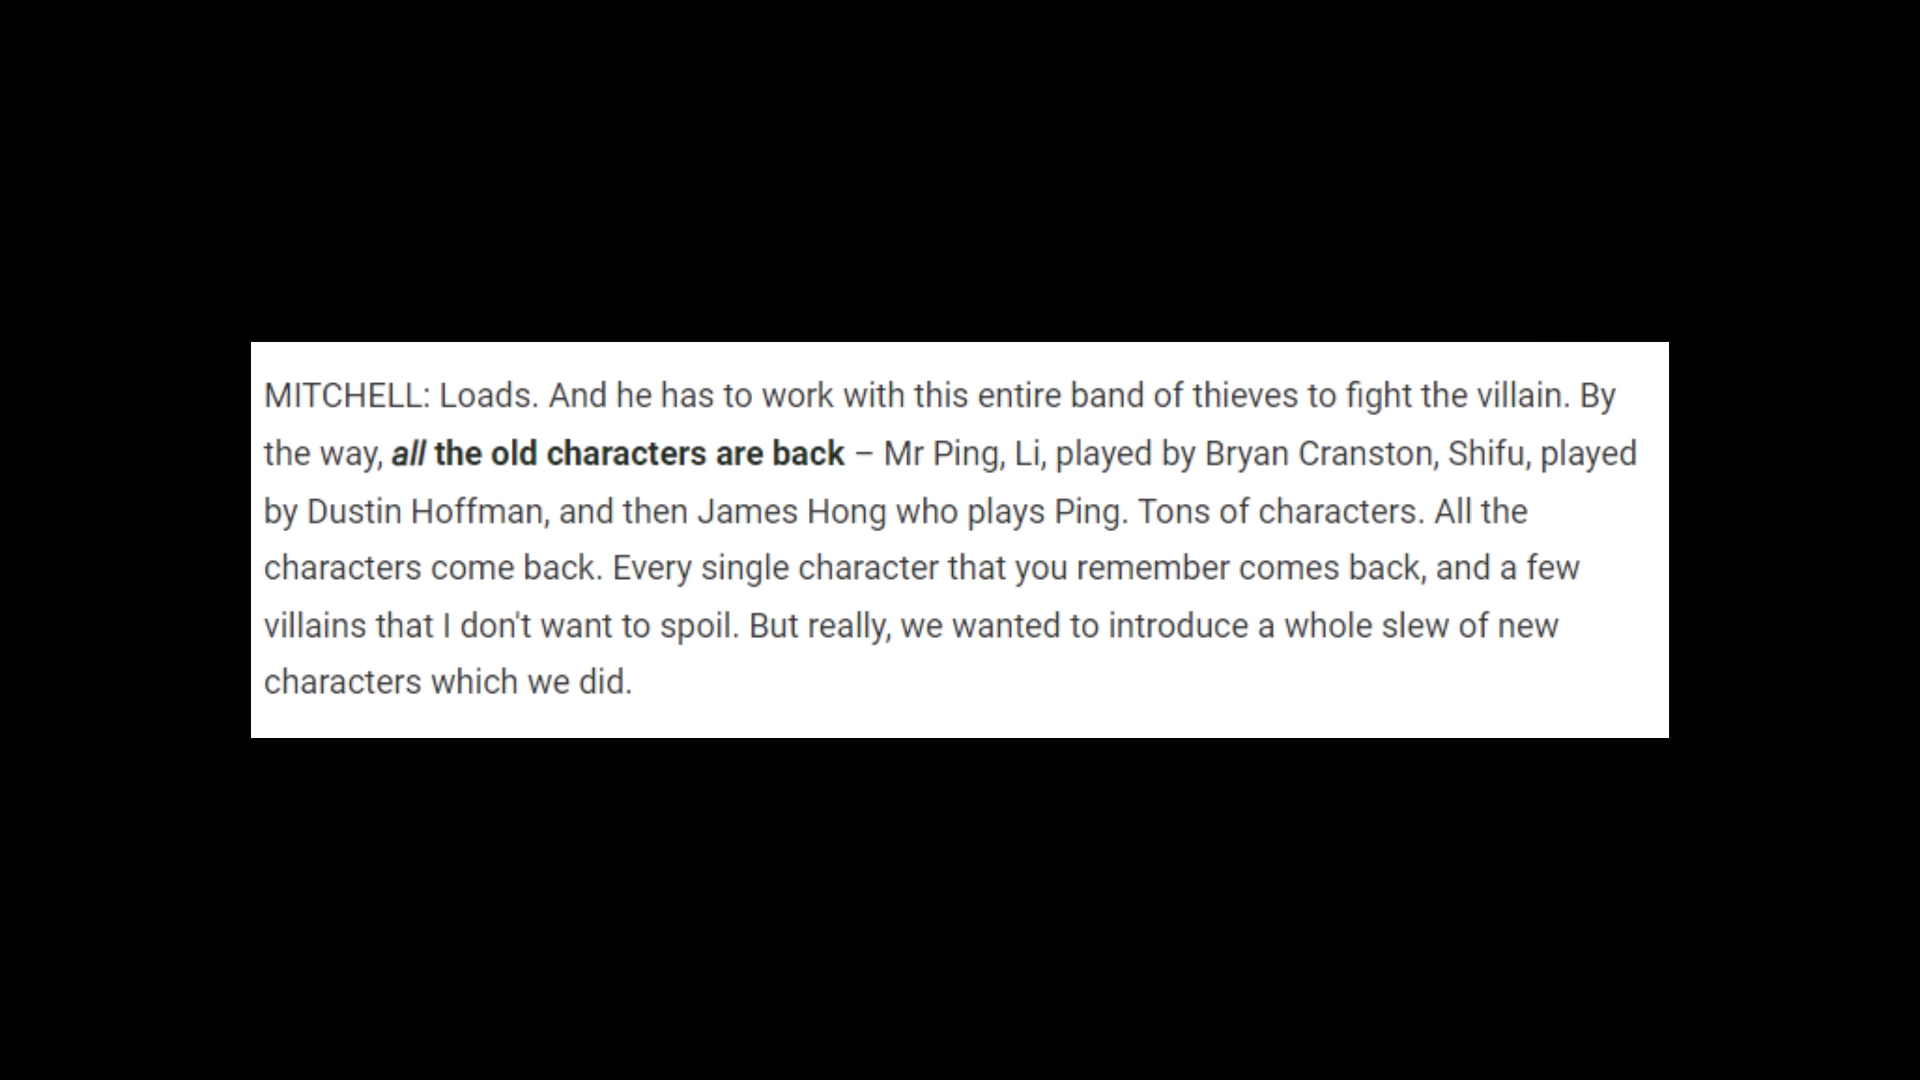 MITCHELL: Loads. And he has to work with this entire band of thieves to fight the villain. By
the way, all the old characters are back – Mr Ping, Li, played by Bryan Cranston, Shifu, played
by Dustin Hoffman, and then James Hong who plays Ping. Tons of characters. All the
characters come back. Every single character that you remember comes back, and a few
villains that I don't want to spoil. But really, we wanted to introduce a whole slew of new
characters which we did.